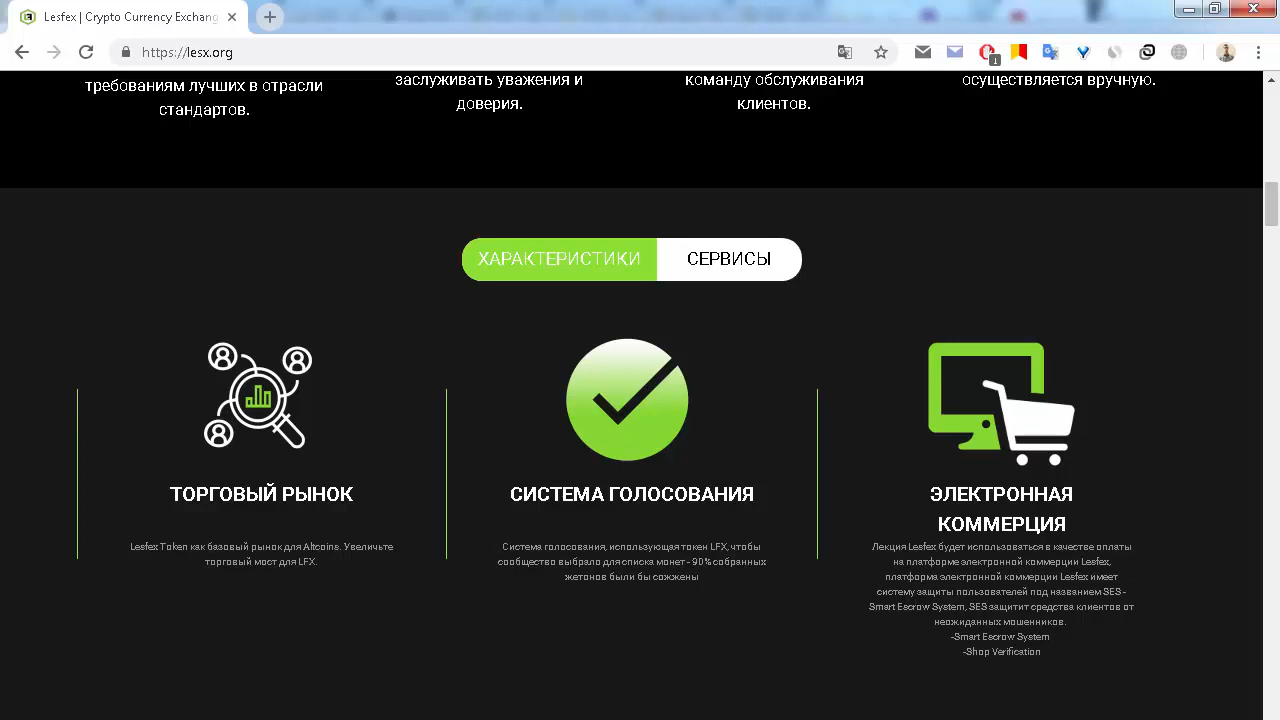 Lesfex | Crypto Currency Exchang
https://lesx.org
1
требованиям лучших в отрасли
стандартов.
заслуживать уважения и
доверия.
команду обслуживания
клиентов.
осуществляется вручную.
ХАРАКТЕРИСТИКИ
СЕРВИСЫ
ТОРГОВЫЙ РЫНОК
Lesfex Token как базовый рынок для Altcoins. Увеличьте
торговый мост для LFX.
СИСТЕМА ГОЛОСОВАНИЯ
Система голосования, использующая токен LFX, чтобы
сообщество выбрало для списка монет - 90% собранных
жетонов были бы сожжены
ЭЛЕКТРОННАЯ
КОММЕРЦИЯ
Лекция Lesfex будет использоваться в качестве оплаты
на платформе электронной коммерции Lesfex,
платформа электронной коммерции Lesfex имеет
систему защиты пользователей под названием SES -
Smart Escrow System, SES защитит средства клиентов от
неожиданных мошенников.
-Smart Escrow System
-Shop Verification